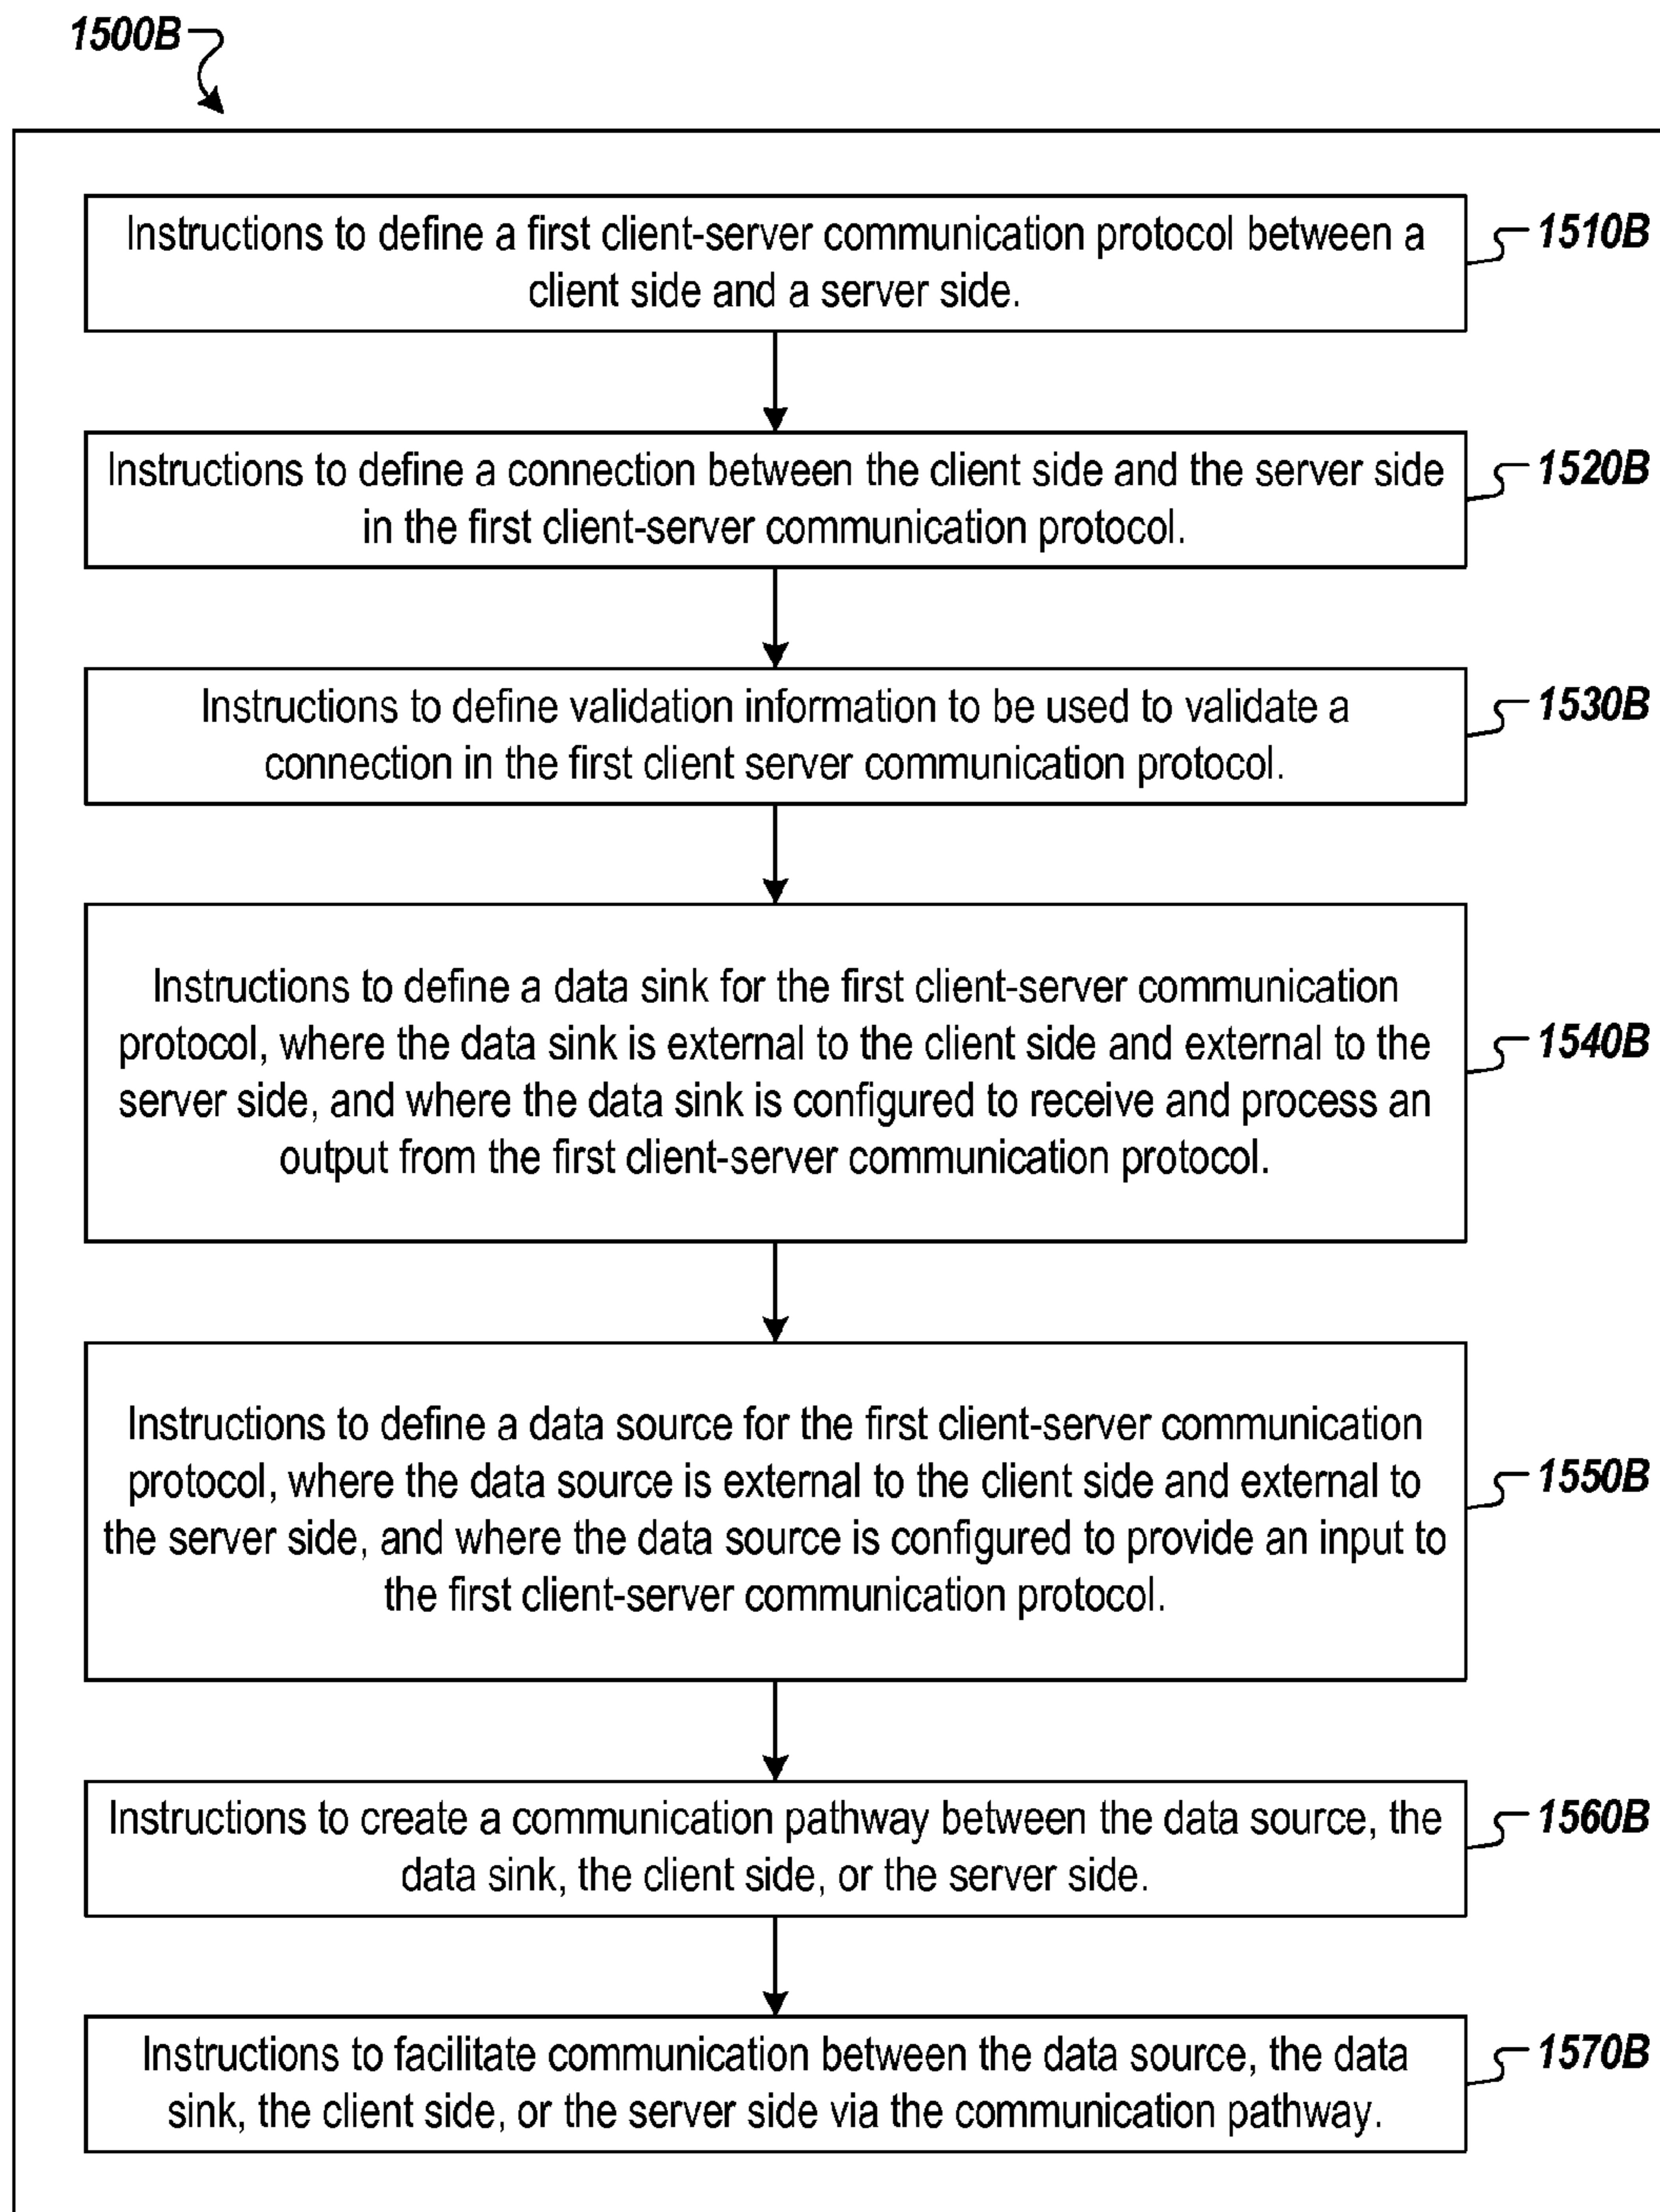 1500B
Instructions to define a first client-server communication protocol between a
client side and a server side.
1510B
Instructions to define a connection between the client side and the server side
in the first client-server communication protocol.
1520B
Instructions to define validation information to be used to validate a
connection in the first client server communication protocol.
1530B
Instructions to define a data sink for the first client-server communication
protocol, where the data sink is external to the client side and external to the
server side, and where the data sink is configured to receive and process an
output from the first client-server communication protocol.
1540B
Instructions to define a data source for the first client-server communication
protocol, where the data source is external to the client side and external to
the server side, and where the data source is configured to provide an input to
the first client-server communication protocol.
1550B
Instructions to create a communication pathway between the data source, the
data sink, the client side, or the server side.
1560B
Instructions to facilitate communication between the data source, the data
sink, the client side, or the server side via the communication pathway.
1570B